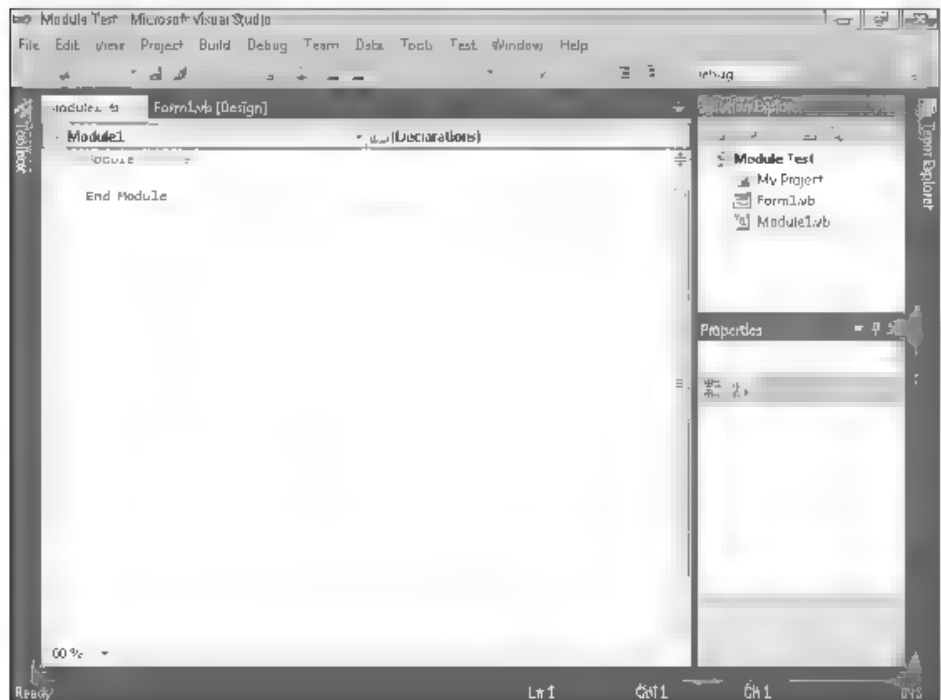 Module Test Microsoft Visual Studio
File Edit View Project Build Debug Team Data Tools Test Window Help
Form1.vb [Design]
Module1 (Declarations)
End Module
Toolbox
Module Test
My Project
Form1.vb
Module1.vb
Explorer
Properties
Ready Ln 1 Col 1 Ch 1 INS